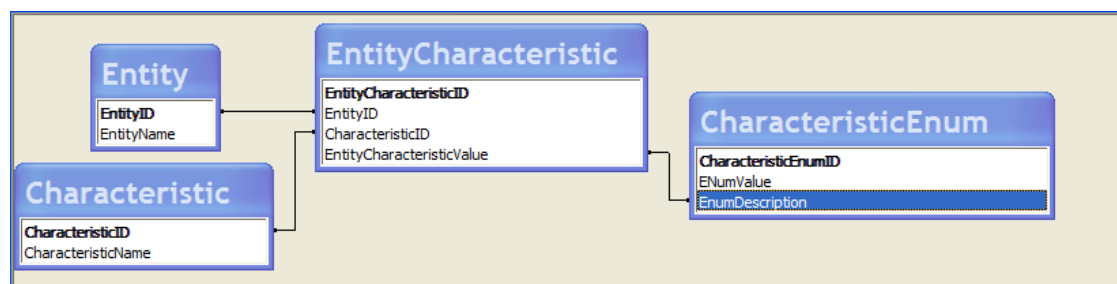 Entity
EntityID
EntityName
Characteristic
CharacteristicID
CharacteristicName
EntityCharacteristic
EntityCharacteristicID
EntityID
CharacteristicID
EntityCharacteristicValue
CharacteristicEnum
CharacteristicEnumID
ENumValue
EnumDescription